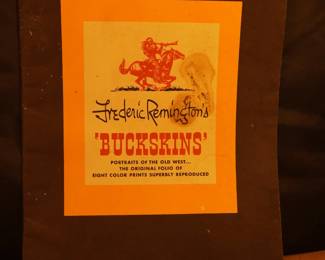 Frederic Remington's
'BUCKSKINS'
PORTRAITS OF THE OLD WEST...
THE ORIGINAL FOLIO OF
EIGHT COLOR PRINTS SUPERBLY REPRODUCED